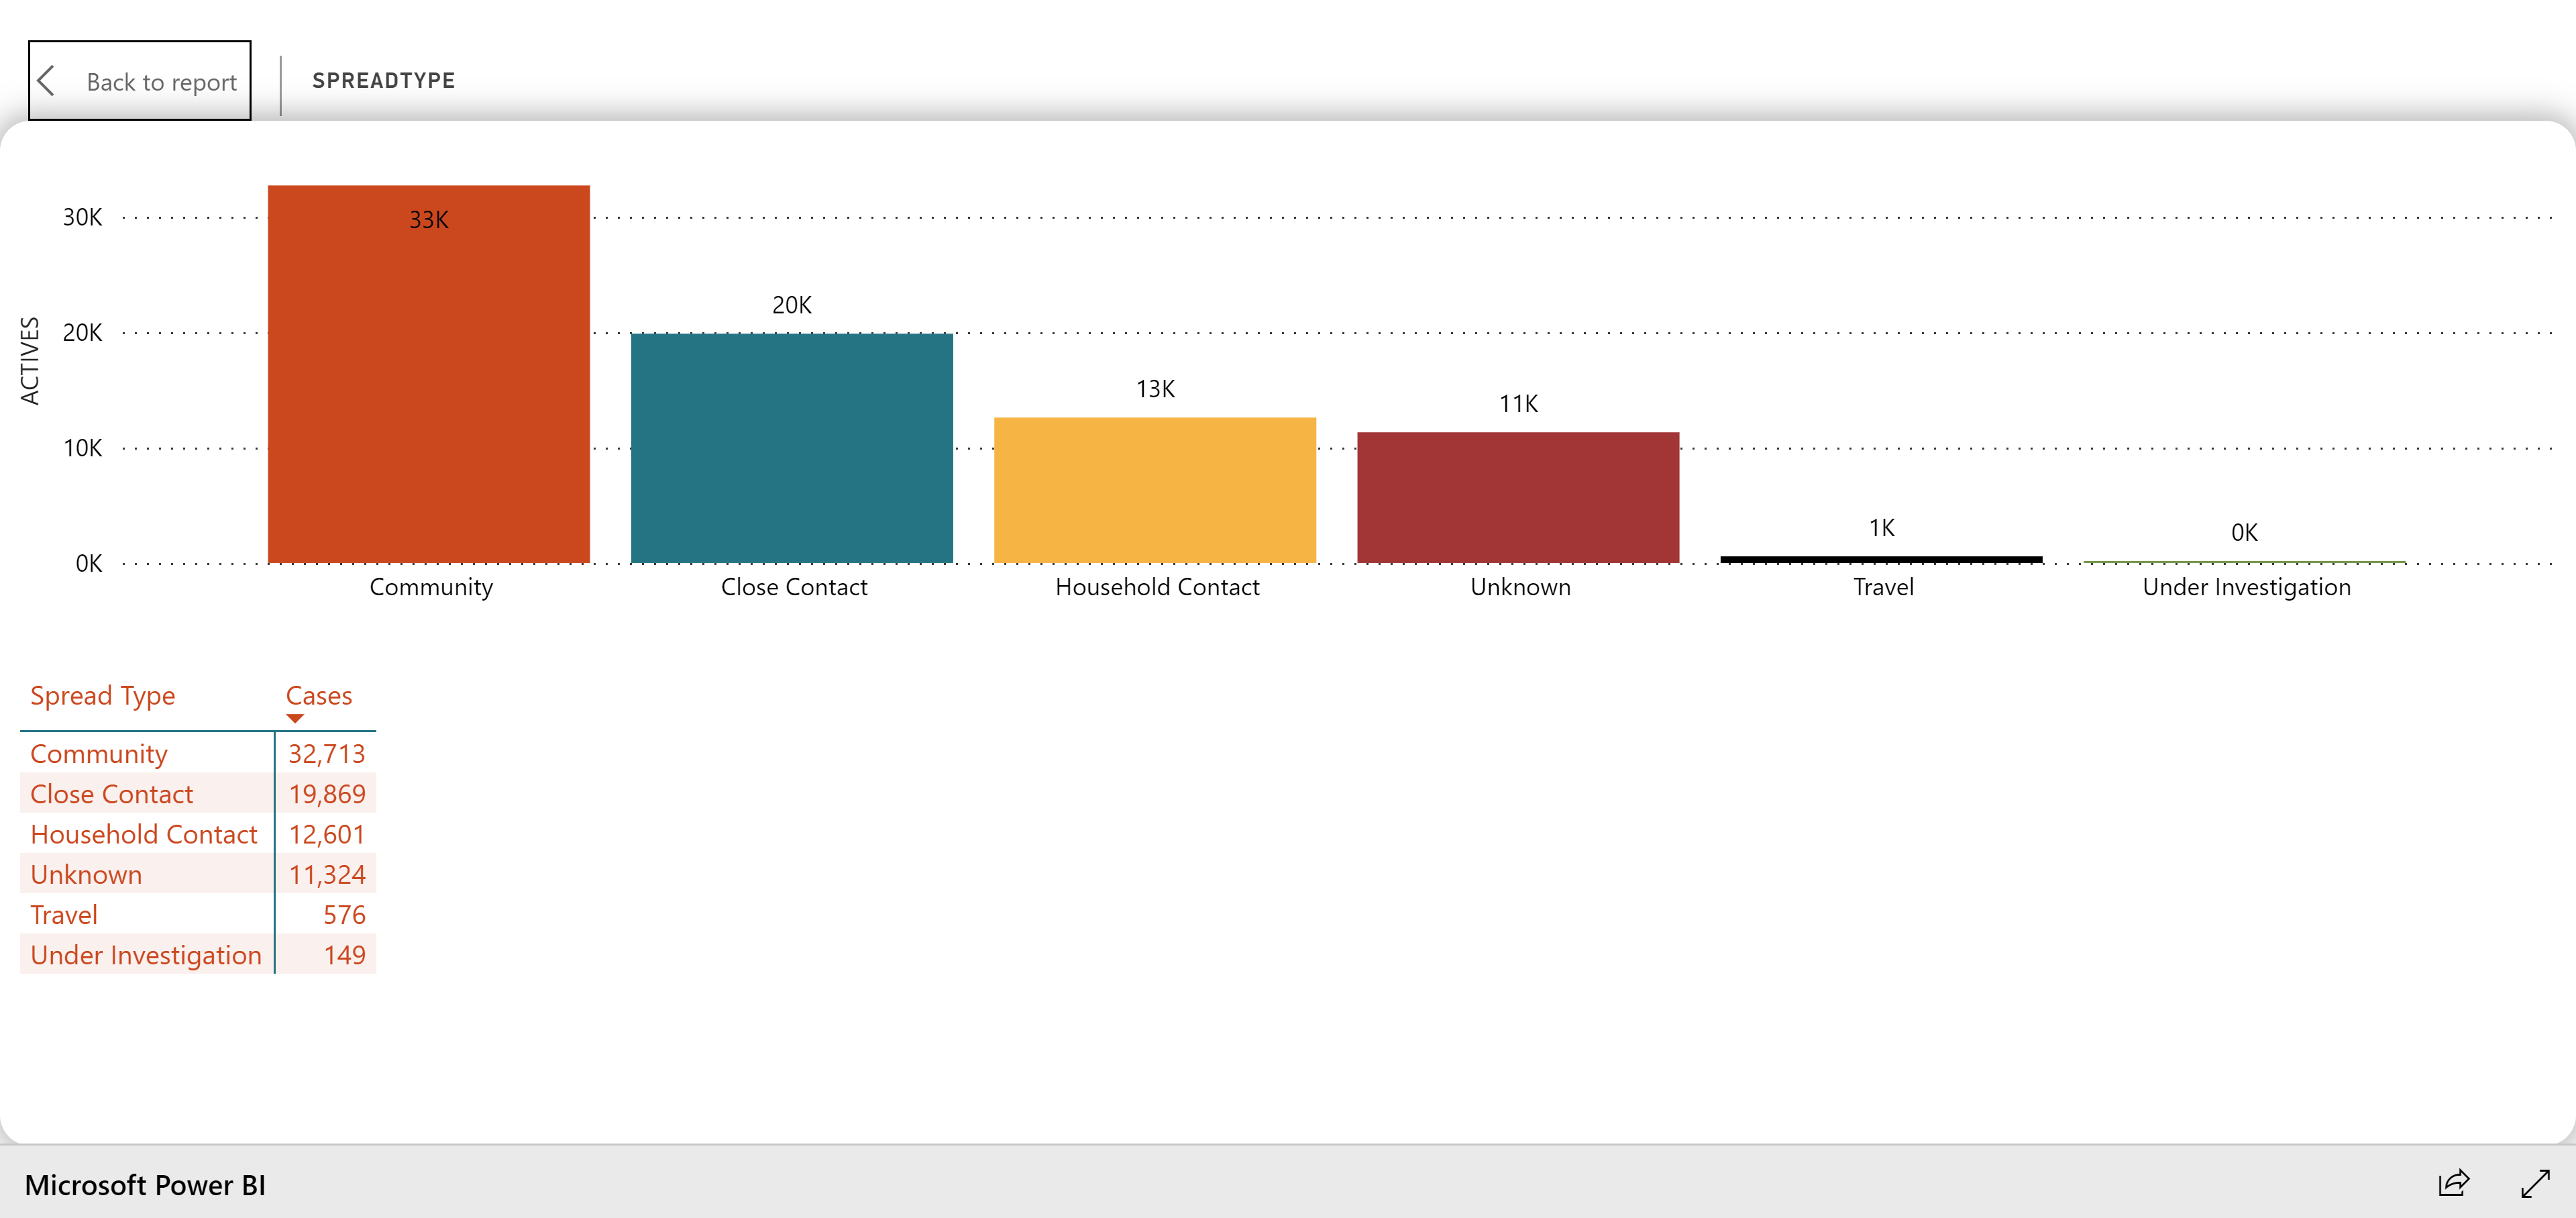 Back to report
SPREADTYPE
ACTIVES
30K
20K
10K
0K
33K
20K
13K
11K
1K
0K
Community Close Contact Household Contact Unknown Travel Under Investigation
Spread Type Cases
Community 32,713
Close Contact 19,869
Household Contact 12,601
Unknown 11,324
Travel 576
Under Investigation 149
Microsoft Power BI